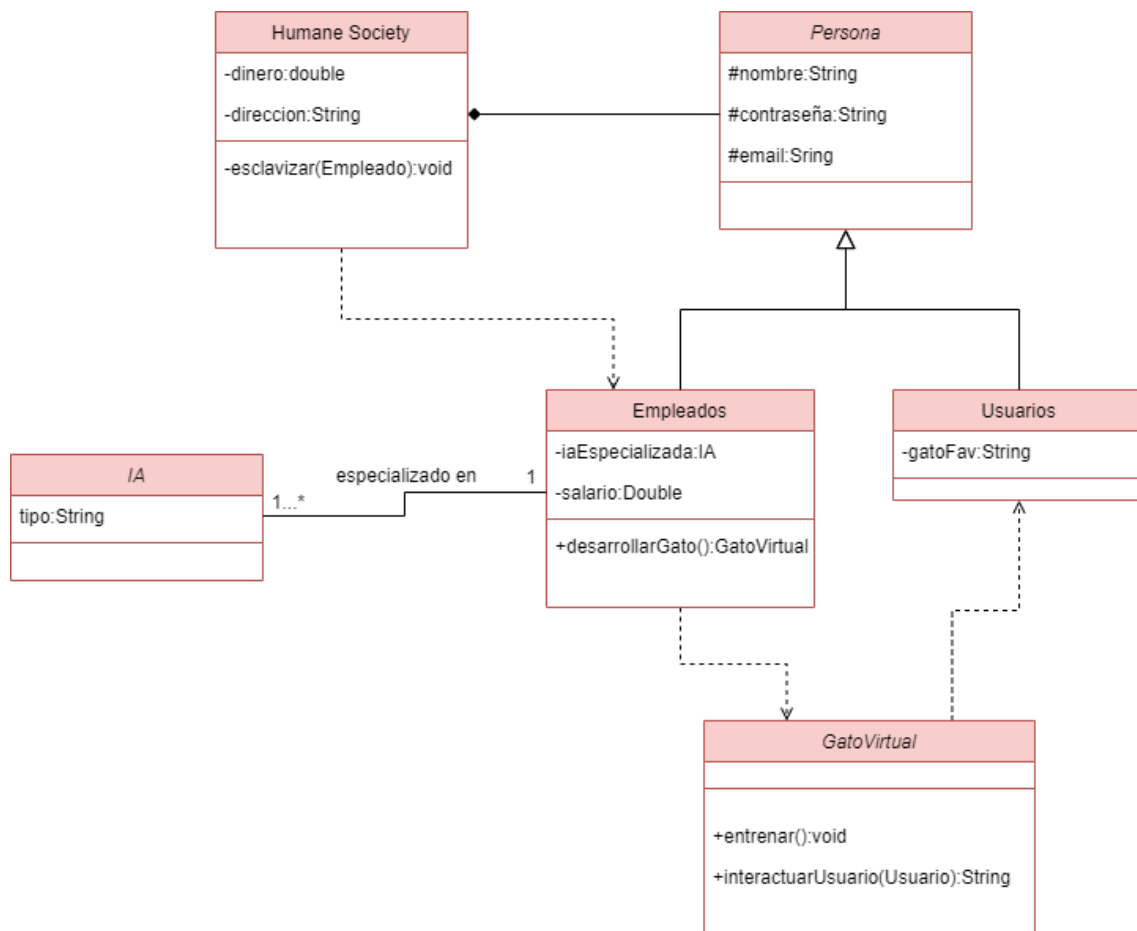 Humane Society
-dinero:double
-direccion:String
-esclavizar(Empleado):void
Persona
#nombre:String
#contraseña:String
#email:Sring
IA
tipo:String
especializado en
1...*
1
Empleados
-iaEspecializada:IA
-salario:Double
+desarrollarGato():GatoVirtual
Usuarios
-gatoFav:String
GatoVirtual
+entrenar():void
+interactuarUsuario(Usuario):String